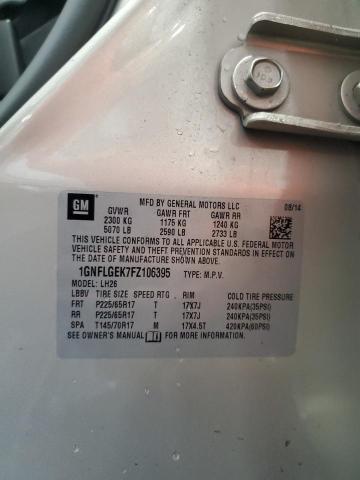 GM
MFD BY GENERAL MOTORS LLC 08/14
GVWR GAWR FRT GAWR RR
2300 KG 1175 KG 1240 KG
5070 LB 2590 LB 2733 LB
THIS VEHICLE CONFORMS TO ALL APPLICABLE U.S. FEDERAL MOTOR
VEHICLE SAFETY AND THEFT PREVENTION STANDARDS IN EFFECT ON
THE DATE OF MANUFACTURE SHOWN ABOVE.
1GNFLGEK7FZ106395 TYPE: M.P.V.
MODEL: LH26
LBBV TIRE SIZE SPEED RTG. RIM COLD TIRE PRESSURE
FRT P225/65R17 T 17X7J 240KPA(35PSI)
RR P225/65R17 T 17X7J 240KPA(35PSI)
SPA T145/70R17 M 17X4.5T 420KPA(60PSI)
SEE OWNER'S MANUAL FOR MORE INFORMATION.